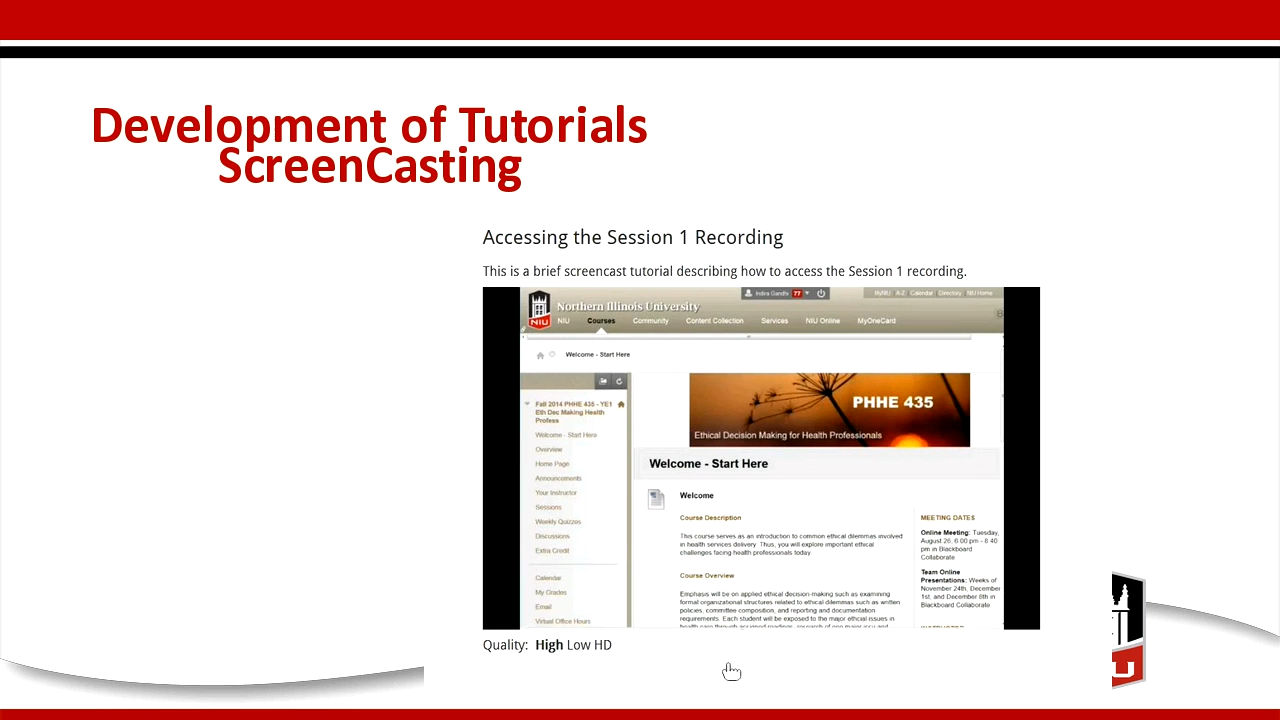 Development of Tutorials
ScreenCasting
Accessing the Session 1 Recording
This is a brief screencast tutorial describing how to access the Session 1 recording.
Indira Gandhi 77
MyNIU A-Z Calendar Directory NIU Home
Northern Illinois University
NIU
NIU Courses Community Content Collection Services NIU Online MyOneCard
Welcome - Start Here
Fall 2014 PHHE 435 - YE1
Eth Dec Making Health
Profess
Welcome - Start Here
Overview
Home Page
Announcements
Your Instructor
Sessions
Weekly Quizzes
Discussions
Extra Credit
Calendar
My Grades
Email
Virtual Office Hours
PHHE 435
Ethical Decision Making for Health Professionals
Welcome - Start Here
Welcome
Course Description
This course serves as an introduction to common ethical dilemmas involved
in health services delivery. Thus, you will explore important ethical
challenges facing health professionals today.
Course Overview
Emphasis will be on applied ethical decision-making such as examining
formal organizational structures related to ethical dilemmas such as written
policies, committee composition, and reporting and documentation
requirements. Each student will be exposed to the major ethical issues in
MEETING DATES
Online Meeting: Tuesday,
August 26, 6:00 pm - 8:40
pm in Blackboard
Collaborate
Team Online
Presentations: Weeks of
November 24th, December
1st, and December 8th in
Blackboard Collaborate
Quality: High Low HD